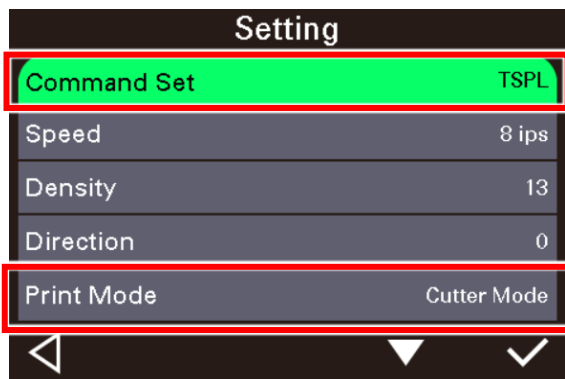 Setting
Command Set TSPL
Speed 8 ips
Density 13
Direction 0
Print Mode Cutter Mode